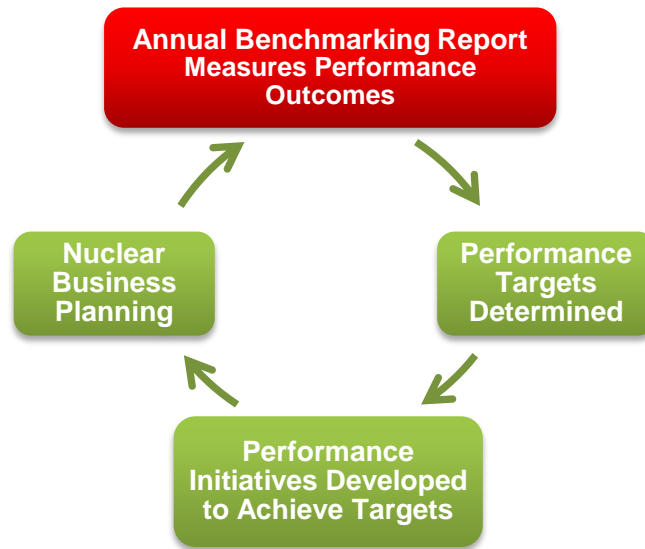 Annual Benchmarking Report
Measures Performance
Outcomes
Nuclear
Business
Planning
Performance
Targets
Determined
Performance
Initiatives Developed
to Achieve Targets